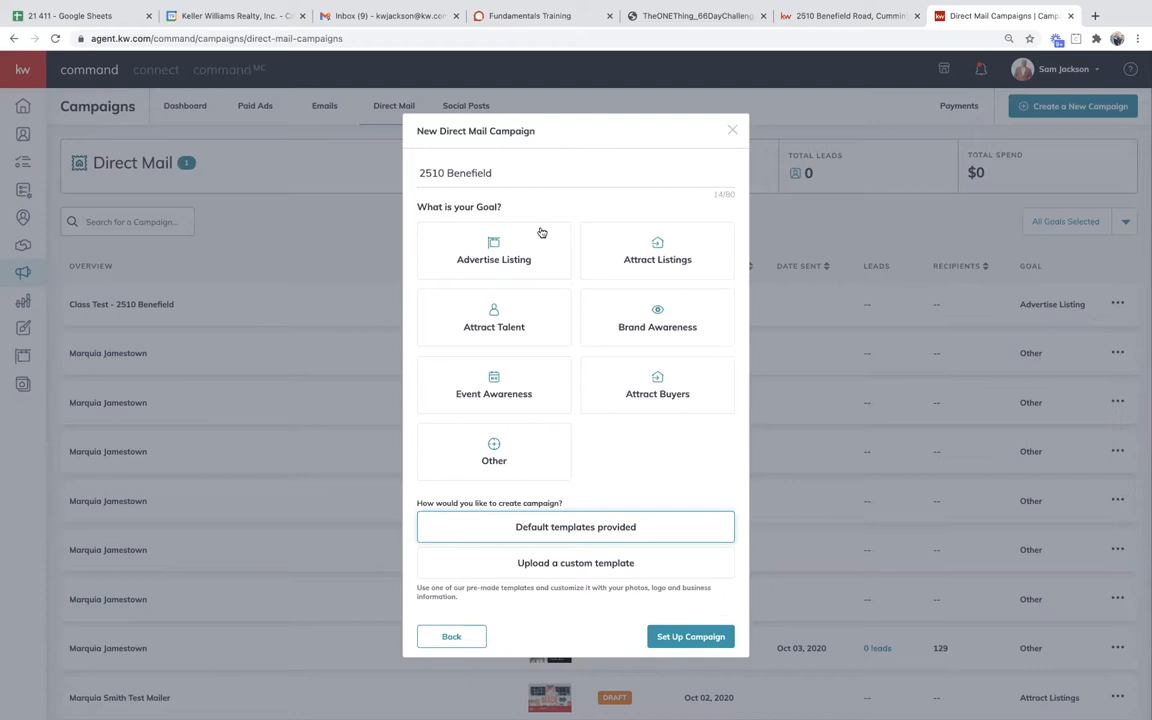 21 411 - Google Sheets
Keller Williams Realty, Inc. - C
Inbox (9) - kwjackson@kw.co
Fundamentals Training
TheONEThing_66DayChalleng
2510 Benefield Road, Cummin
Direct Mail Campaigns | Camp
agent.kw.com/command/campaigns/direct-mail-campaigns
9+
kw
command
connect
command MC
Sam Jackson
Campaigns
Dashboard
Paid Ads
Emails
Direct Mail
Social Posts
Payments
Create a New Campaign
Direct Mail 1
TOTAL LEADS
0
TOTAL SPEND
$0
Search for a Campaign...
All Goals Selected
OVERVIEW
DATE SENT
LEADS
RECIPIENTS
GOAL
Class Test - 2510 Benefield
--
--
Advertise Listing
Marquia Jamestown
--
--
Other
Marquia Jamestown
--
--
Other
Marquia Jamestown
--
--
Other
Marquia Jamestown
--
--
Other
Marquia Jamestown
--
--
Other
Marquia Jamestown
--
--
Other
Marquia Jamestown
Oct 03, 2020
0 leads
129
Other
Marquia Smith Test Mailer
DRAFT
Oct 02, 2020
--
--
Attract Listings
New Direct Mail Campaign
2510 Benefield
14/80
What is your Goal?
Advertise Listing
Attract Listings
Attract Talent
Brand Awareness
Event Awareness
Attract Buyers
Other
How would you like to create campaign?
Default templates provided
Upload a custom template
Use one of our pre-made templates and customize it with your photos, logo and business
information.
Back
Set Up Campaign